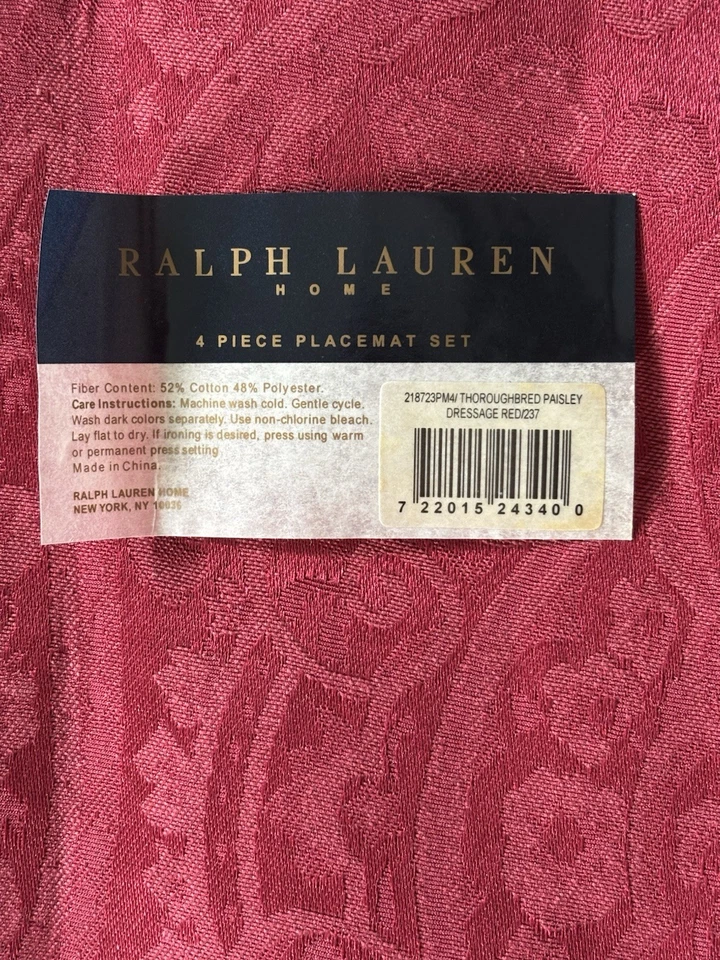 RALPH LAUREN
HOME
4 PIECE PLACEMAT SET
Fiber Content: 52% Cotton 48% Polyester.
Care Instructions: Machine wash cold. Gentle cycle.
Wash dark colors separately. Use non-chlorine bleach.
Lay flat to dry. If ironing is desired, press using warm
or permanent press setting
Made in China.
RALPH LAUREN HOME
NEW YORK, NY 10036
218723PM4/ THOROUGHBRED PAISLEY
DRESSAGE RED/237
7 22015 24340 0